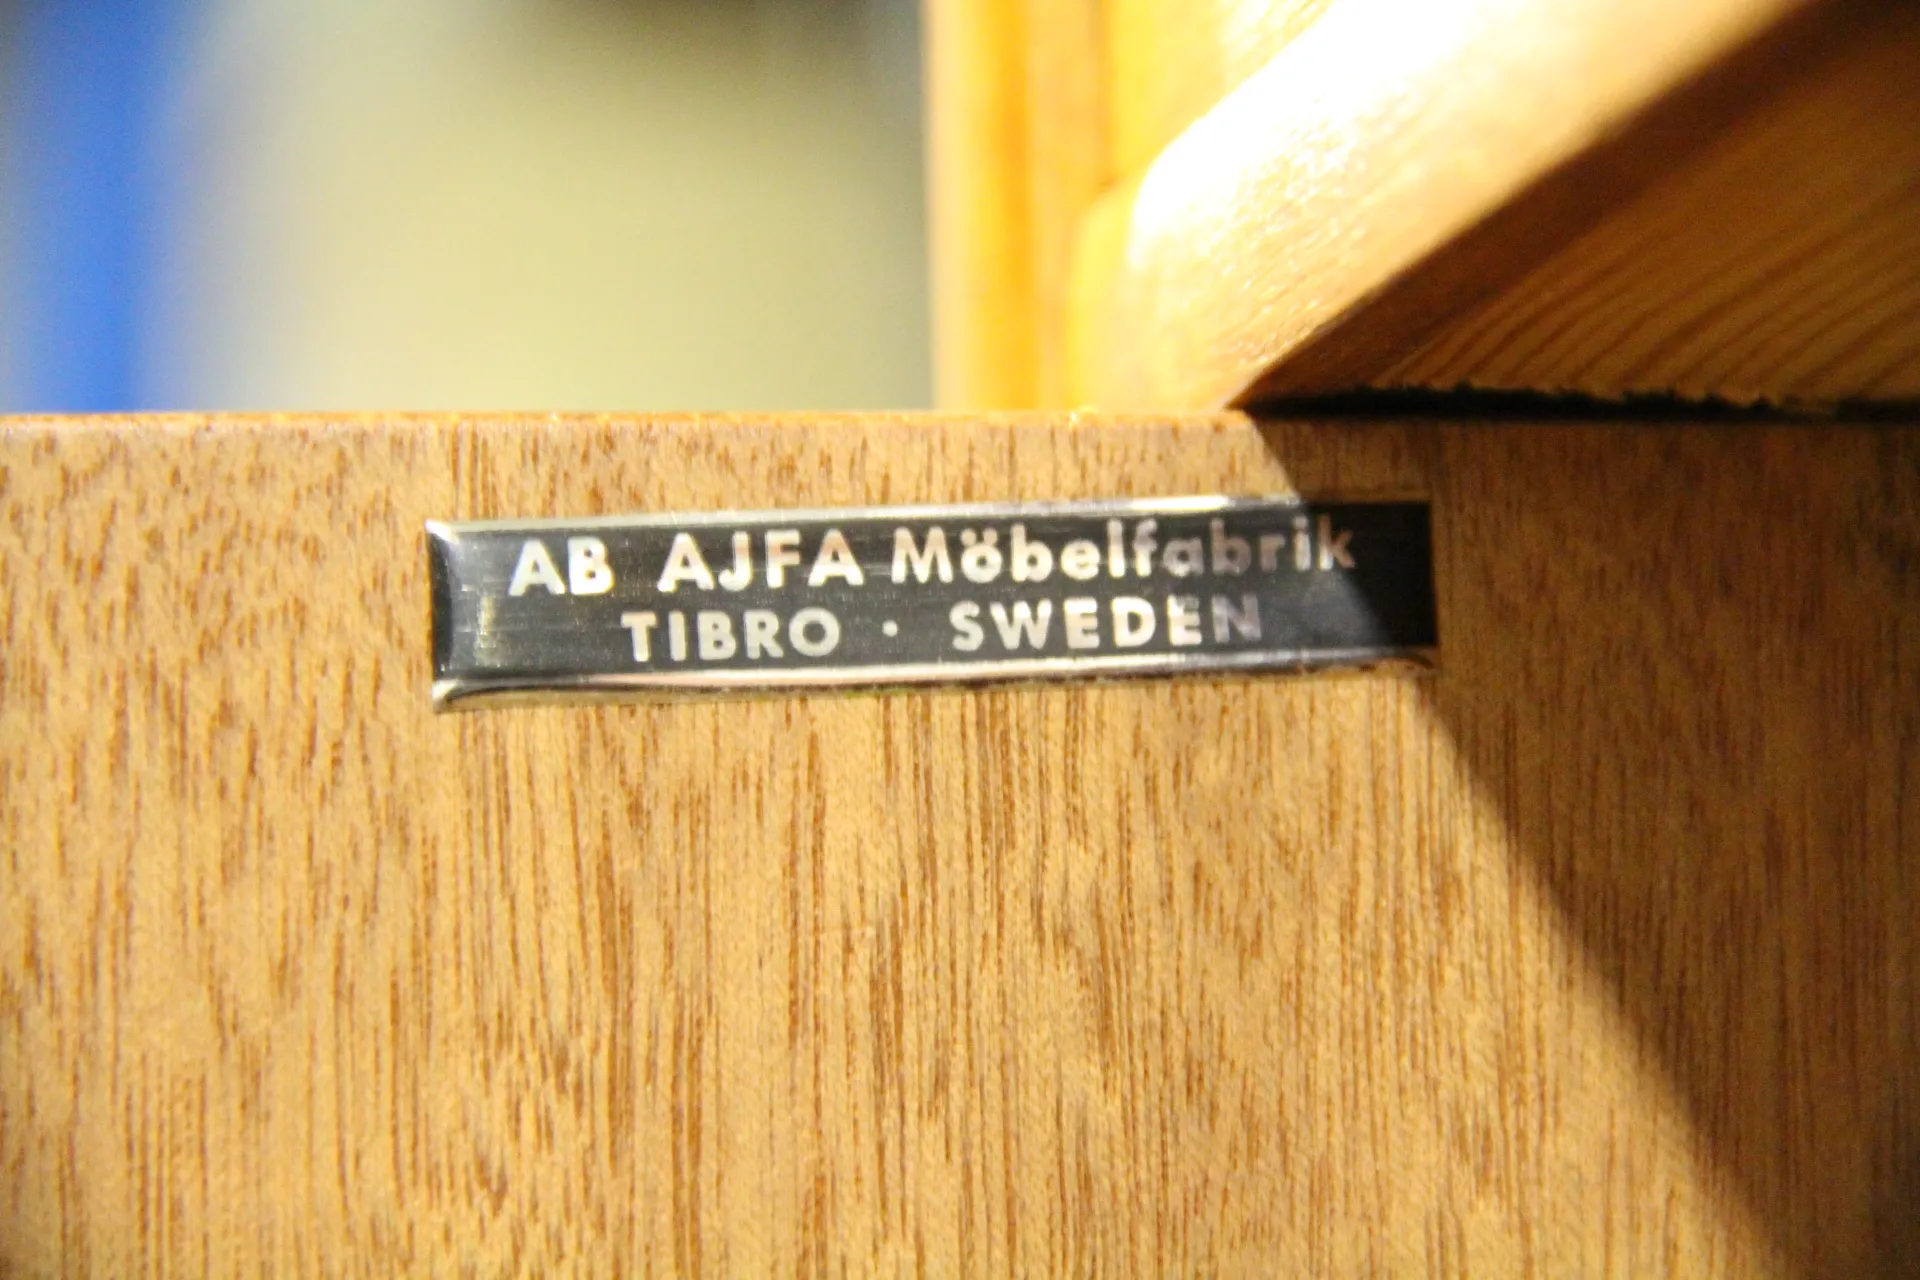 AB AJFA Möbelfabrik
TIBRO · SWEDEN